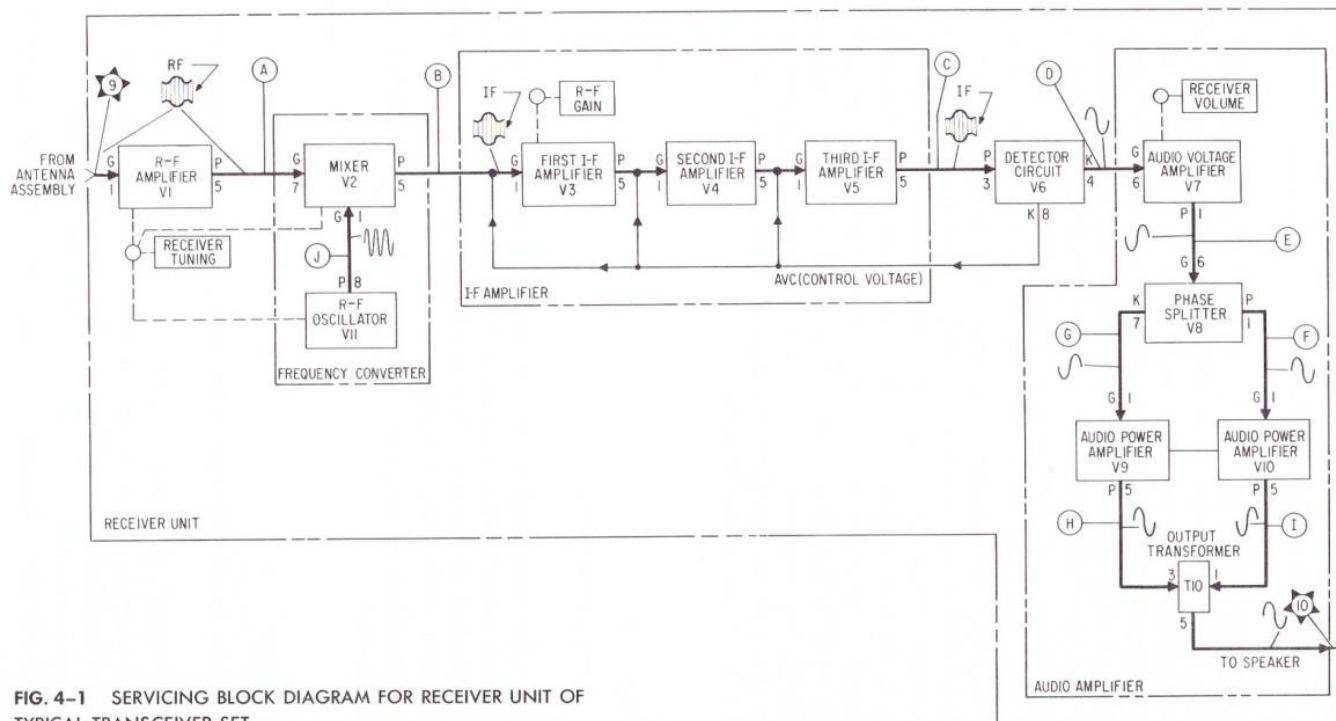 9
RF
A
B
C
D
IF
R-F
GAIN
IF
RECEIVER
VOLUME
FROM
ANTENNA
ASSEMBLY
G
1
R-F
AMPLIFIER
V1
P
5
G
7
MIXER
V2
P
5
G
1
FIRST I-F
AMPLIFIER
V3
P
5
G
1
SECOND I-F
AMPLIFIER
V4
P
5
G
1
THIRD I-F
AMPLIFIER
V5
P
5
P
3
DETECTOR
CIRCUIT
V6
K
4
G
6
AUDIO VOLTAGE
AMPLIFIER
V7
K 8
P 1
G 1
RECEIVER
TUNING
J
P 8
R-F
OSCILLATOR
V11
FREQUENCY CONVERTER
I-F AMPLIFIER
AVC (CONTROL VOLTAGE)
E
G 6
K
7
PHASE
SPLITTER
V8
P
1
G
F
G 1
G 1
AUDIO POWER
AMPLIFIER
V9
AUDIO POWER
AMPLIFIER
V10
P 5
P 5
H
I
RECEIVER UNIT
OUTPUT
TRANSFORMER
3
T10
1
5
10
TO SPEAKER
AUDIO AMPLIFIER
FIG. 4-1 SERVICING BLOCK DIAGRAM FOR RECEIVER UNIT OF
TYPICAL TRANSCEIVER SET